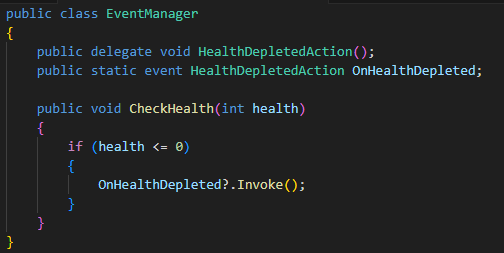 public class EventManager
{
    public delegate void HealthDepletedAction();
    public static event HealthDepletedAction OnHealthDepleted;

    public void CheckHealth(int health)
    {
        if (health <= 0)
        {
            OnHealthDepleted?.Invoke();
        }
    }
}